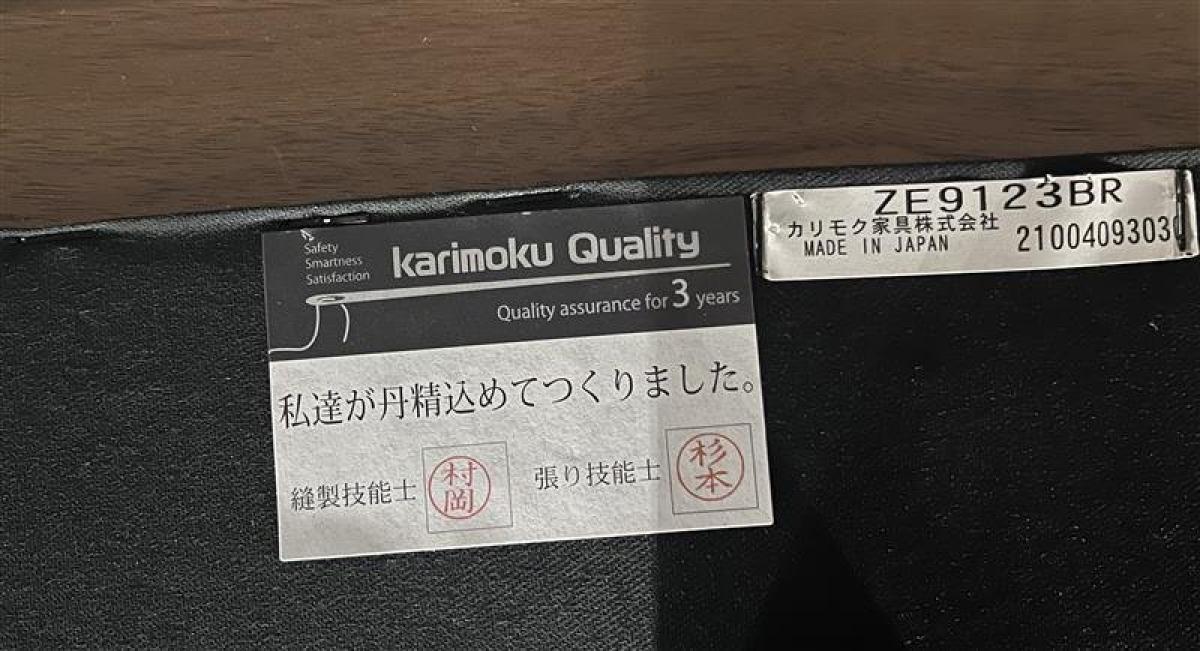 Safety
Smartness
Satisfaction
karimoku Quality
Quality assurance for 3 years
私達が丹精込めてつくりました。
縫製技能士 村岡 張り技能士 杉本
ZE9123BR
カリモク家具株式会社
MADE IN JAPAN
21004093030